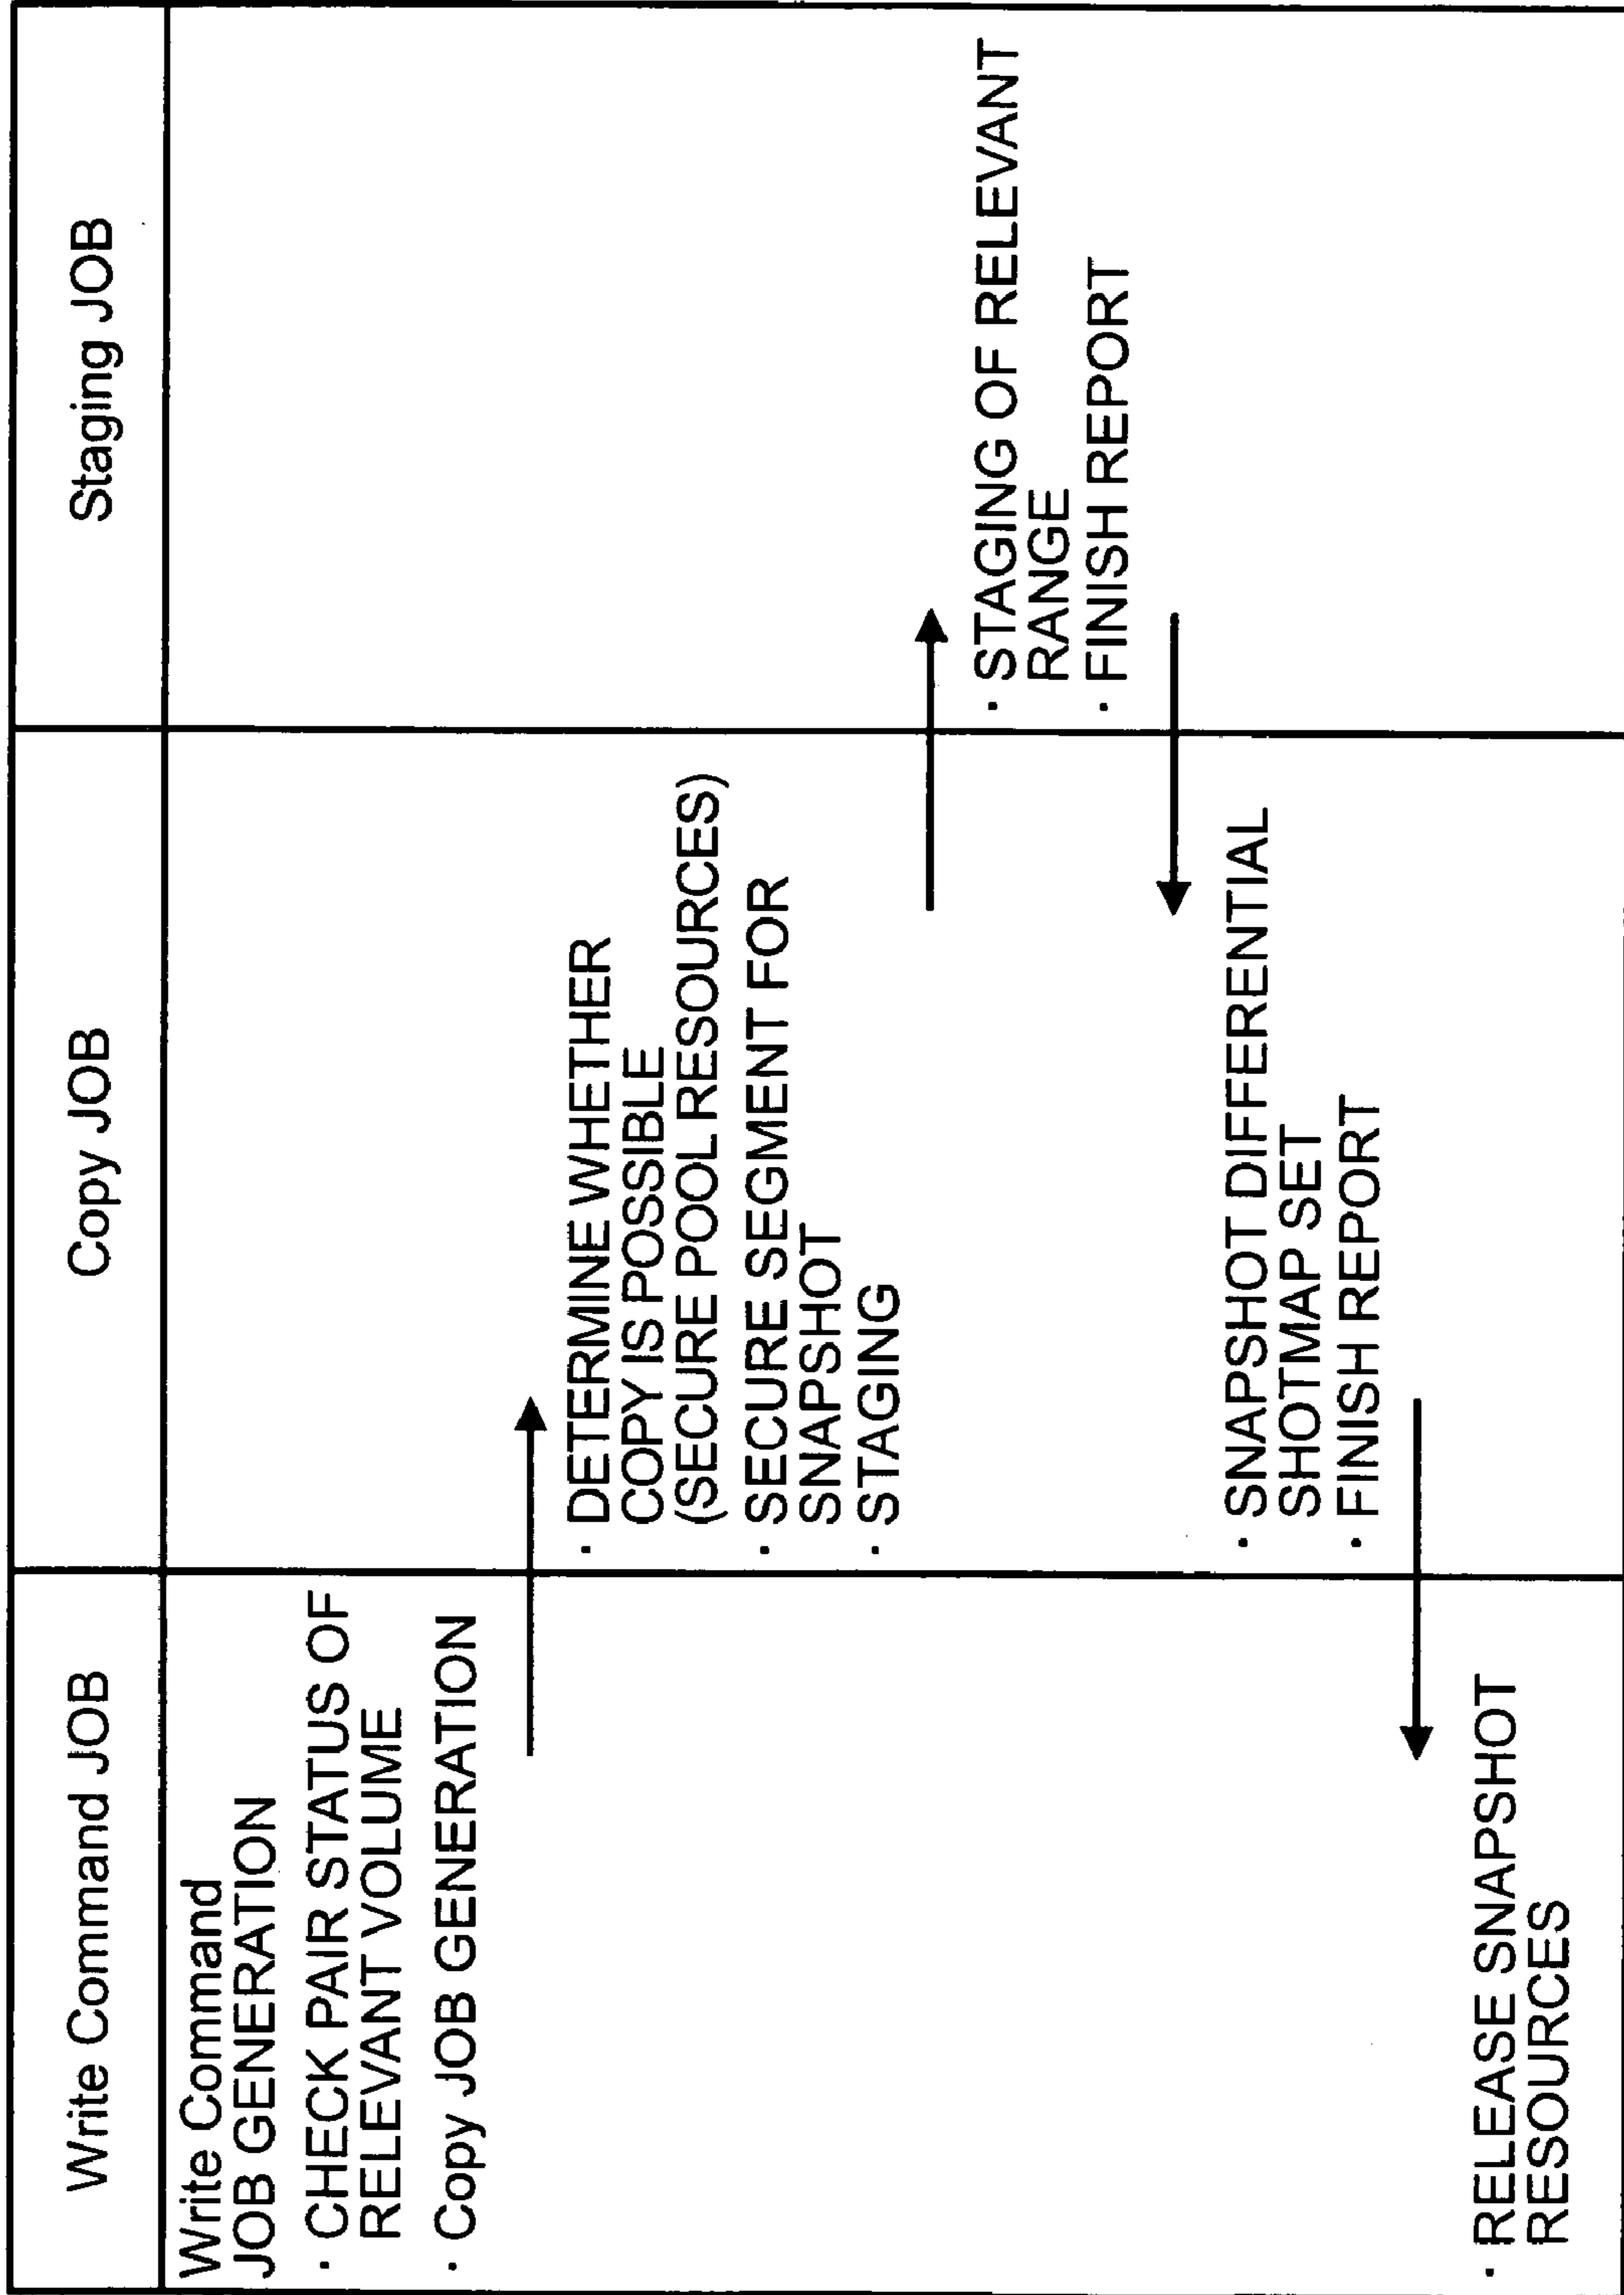 Write Command JOB
Copy JOB
Staging JOB
Write Command
JOB GENERATION
· CHECK PAIR STATUS OF
RELEVANT VOLUME
· Copy JOB GENERATION
· DETERMINE WHETHER
COPY IS POSSIBLE
(SECURE POOL RESOURCES)
· SECURE SEGMENT FOR
SNAPSHOT
· STAGING
· STAGING OF RELEVANT
RANGE
· FINISH REPORT
· SNAPSHOT DIFFERENTIAL
SHOTMAP SET
· FINISH REPORT
· RELEASE SNAPSHOT
RESOURCES